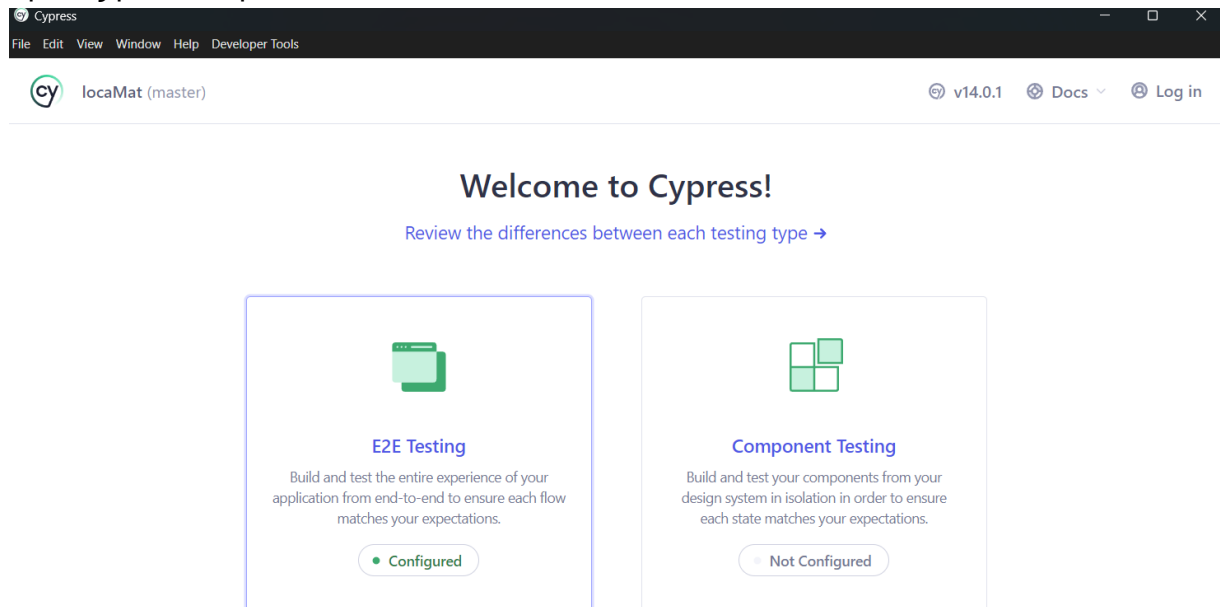 Cypress
File Edit View Window Help Developer Tools
cy locaMat (master) v14.0.1 Docs Log in
Welcome to Cypress!
Review the differences between each testing type →
E2E Testing
Build and test the entire experience of your
application from end-to-end to ensure each flow
matches your expectations.
Configured
Component Testing
Build and test your components from your
design system in isolation in order to ensure
each state matches your expectations.
Not Configured